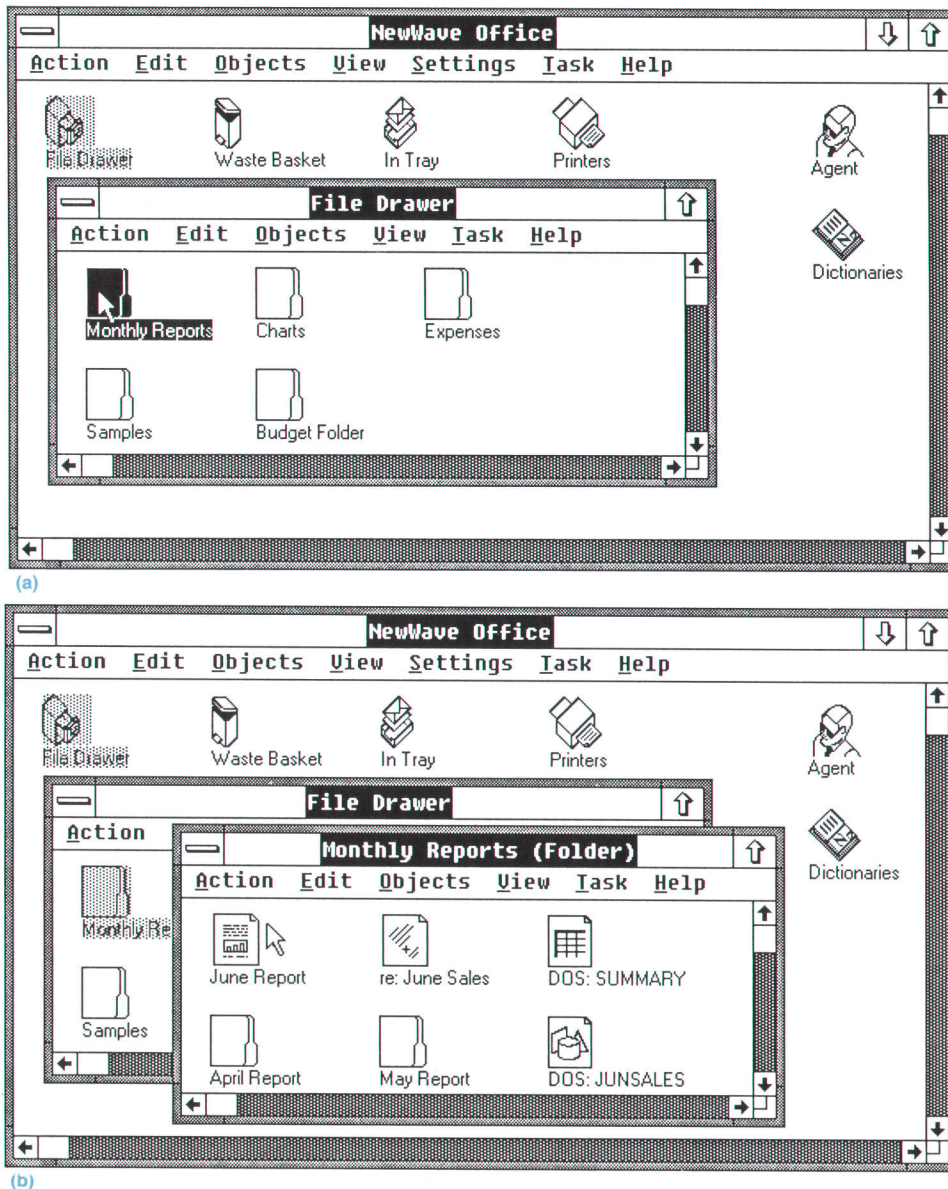 NewWave Office
Action Edit Objects View Settings Task Help
File Drawer Waste Basket In Tray Printers
Agent
File Drawer
Action Edit Objects View Task Help
Dictionaries
Monthly Reports Charts Expenses
Samples Budget Folder
(a)
NewWave Office
Action Edit Objects View Settings Task Help
File Drawer Waste Basket In Tray Printers
Agent
File Drawer
Action
Monthly Reports (Folder)
Action Edit Objects View Task Help
Dictionaries
Monthly Re
June Report re: June Sales DOS: SUMMARY
Samples
April Report May Report DOS: JUNSALES
(b)